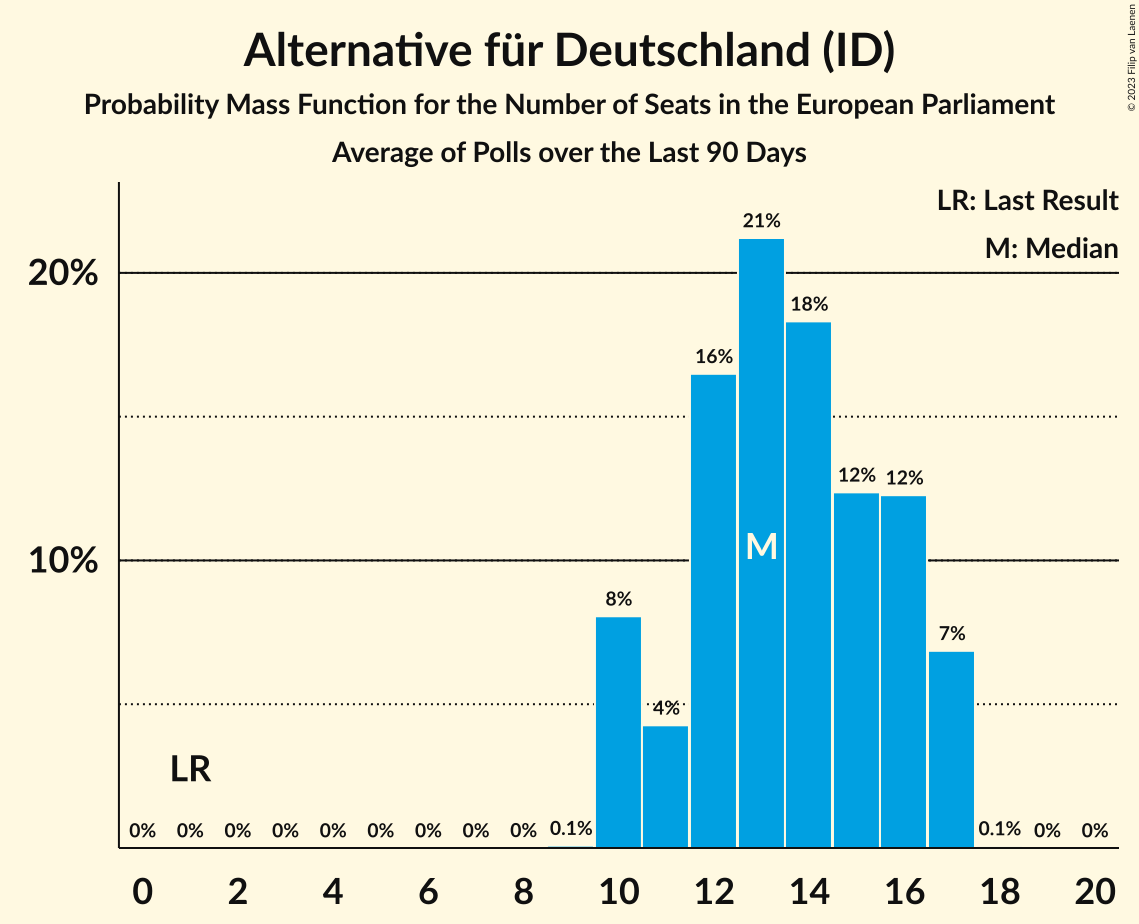 Alternative für Deutschland (ID)
Probability Mass Function for the Number of Seats in the European Parliament
Average of Polls over the Last 90 Days
© 2023 Filip van Laenen
LR: Last Result
M: Median
20%
10%
21%
18%
16%
12% 12%
8%
7%
4%
M
LR
0% 0% 0% 0% 0% 0% 0% 0% 0% 0.1% 0.1% 0% 0%
0 2 4 6 8 10 12 14 16 18 20